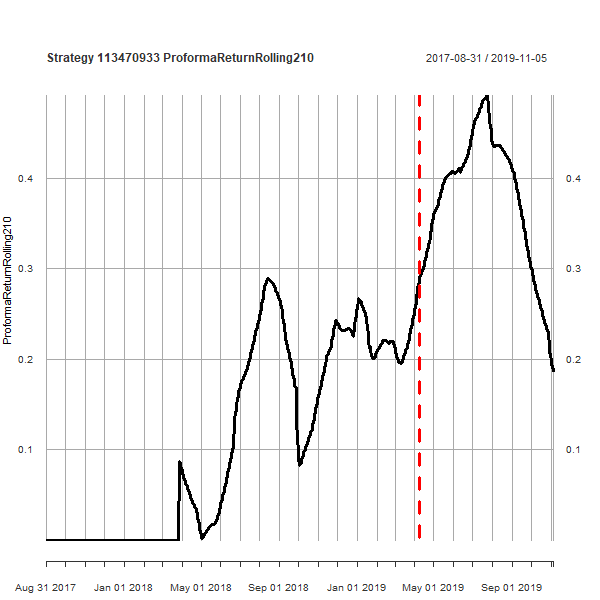 Strategy 113470933 ProformaReturnRolling210
2017-08-31 / 2019-11-05
ProformaReturnRolling210
0.4
0.4
0.3
0.3
0.2
0.2
0.1
0.1
Aug 31 2017
Jan 01 2018
May 01 2018
Sep 01 2018
Jan 01 2019
May 01 2019
Sep 01 2019